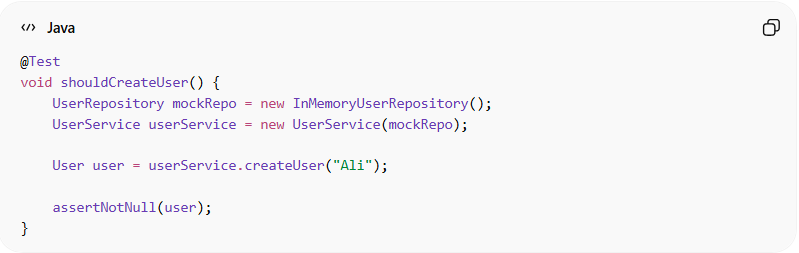 </> Java
@Test
void shouldCreateUser() {
    UserRepository mockRepo = new InMemoryUserRepository();
    UserService userService = new UserService(mockRepo);

    User user = userService.createUser("Ali");

    assertNotNull(user);
}